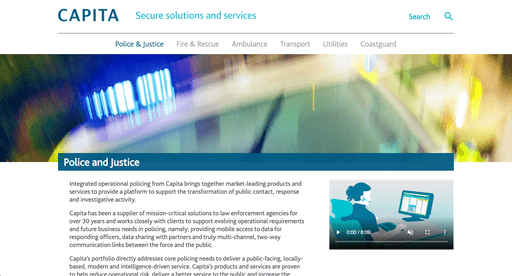 CAPITA Secure solutions and services Search
Police & Justice Fire & Rescue Ambulance Transport Utilities Coastguard
Police and Justice
Integrated operational policing from Capita brings together market-leading products and
services to provide a platform to support the transformation of public contact, response
and investigative activity.
Capita has been a supplier of mission-critical solutions to law enforcement agencies for
over 30 years and works closely with clients to support evolving operational requirements
and future business needs in policing, namely; providing mobile access to data for
responding officers, data sharing with partners and truly multi-channel, two-way
communication links between the force and the public.
Capita's portfolio directly addresses core policing needs to deliver a public-facing, locally-
based, modern and intelligence-driven service. Capita's products and services are proven
to help reduce operational risk, deliver a better service to the public and increase the
0:00 / 6:09